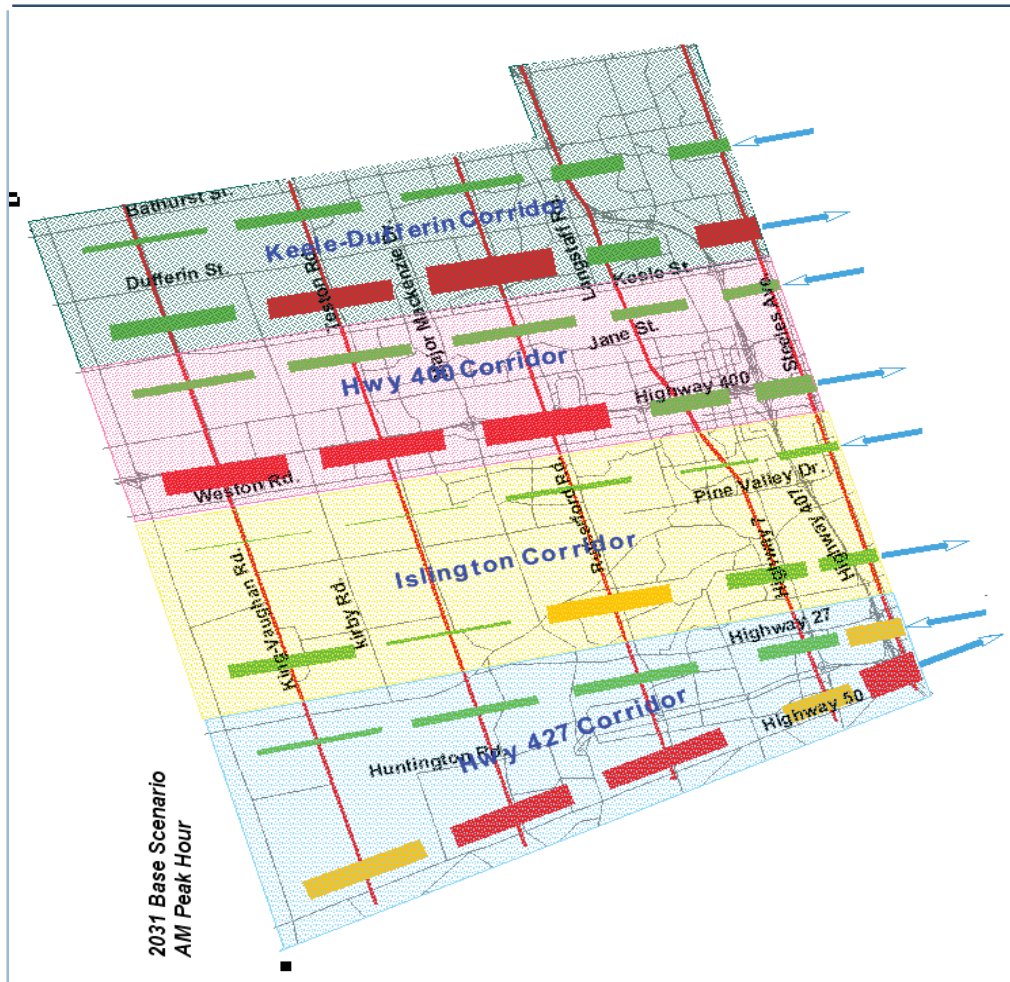 Bathurst St.
Keele-Dufferin Corridor
Dufferin St.
Teston Rd.
Major Mackenzie Dr.
Langstaff Rd.
Keele St.
Steeles Ave.
Jane St.
Hwy 400 Corridor
Highway 400
Weston Rd.
Pine Valley Dr.
Rutherford Rd.
Highway 7
Highway 407
Islington Corridor
King-Vaughan Rd.
Kirby Rd.
Highway 27
Highway 50
Huntington Rd.
Hwy 427 Corridor
2031 Base Scenario
AM Peak Hour